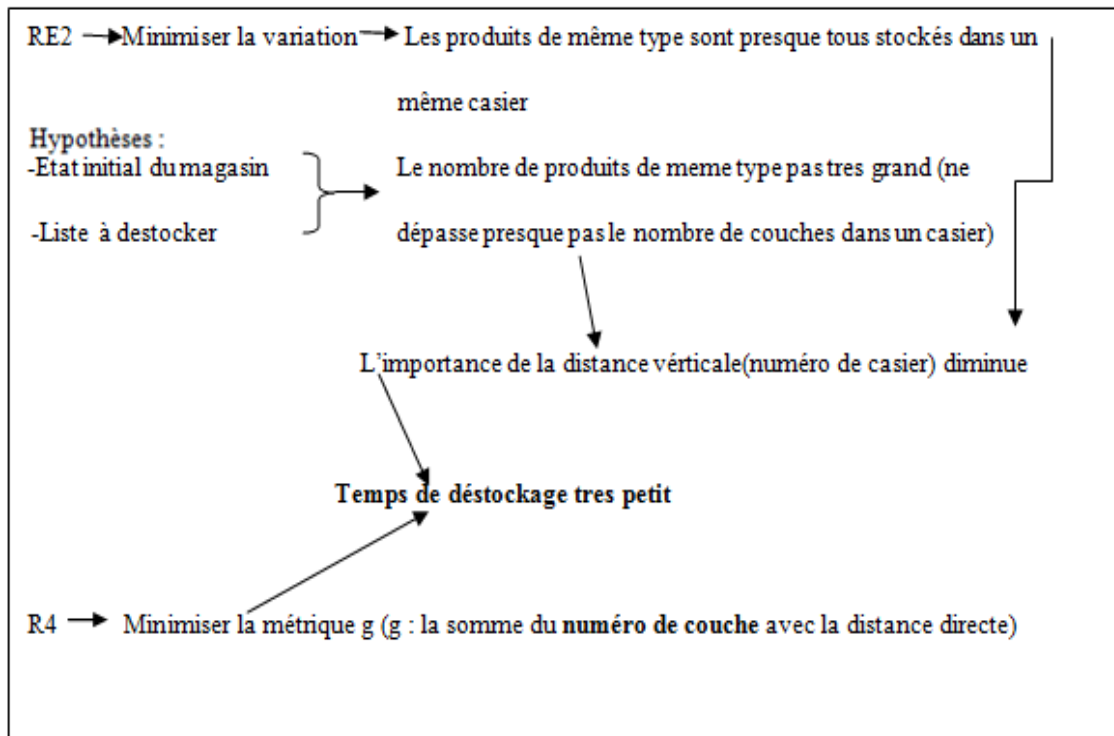 RE2 Minimiser la variation Les produits de même type sont presque tous stockés dans un
même casier
Hypothèses :
-Etat initial du magasin Le nombre de produits de meme type pas tres grand (ne
-Liste à destocker dépasse presque pas le nombre de couches dans un casier)
L'importance de la distance vérticale(numéro de casier) diminue
Temps de déstockage tres petit
R4 Minimiser la métrique g (g : la somme du numéro de couche avec la distance directe)